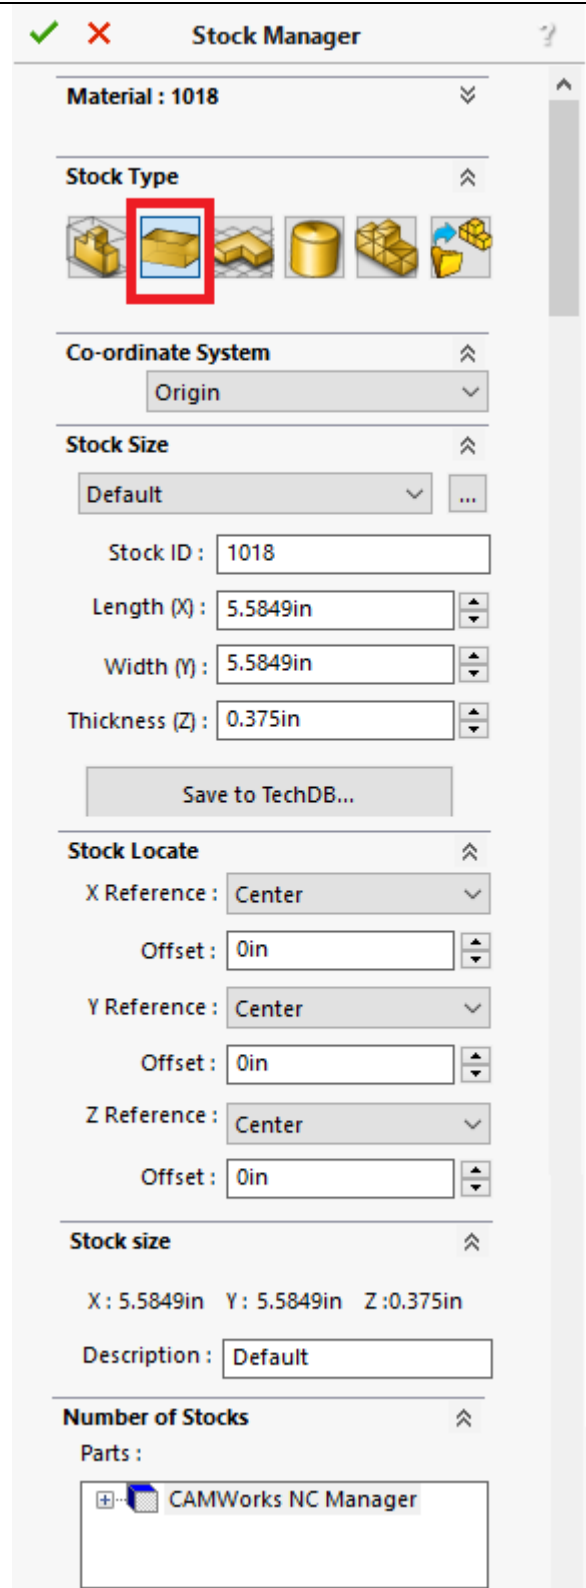 Stock Manager
?
Material : 1018
Stock Type
Co-ordinate System
Origin
Stock Size
Default
...
Stock ID : 1018
Length (X) : 5.5849in
Width (Y) : 5.5849in
Thickness (Z) : 0.375in
Save to TechDB...
Stock Locate
X Reference : Center
Offset : 0in
Y Reference : Center
Offset : 0in
Z Reference : Center
Offset : 0in
Stock size
X : 5.5849in Y : 5.5849in Z :0.375in
Description : Default
Number of Stocks
Parts :
CAMWorks NC Manager